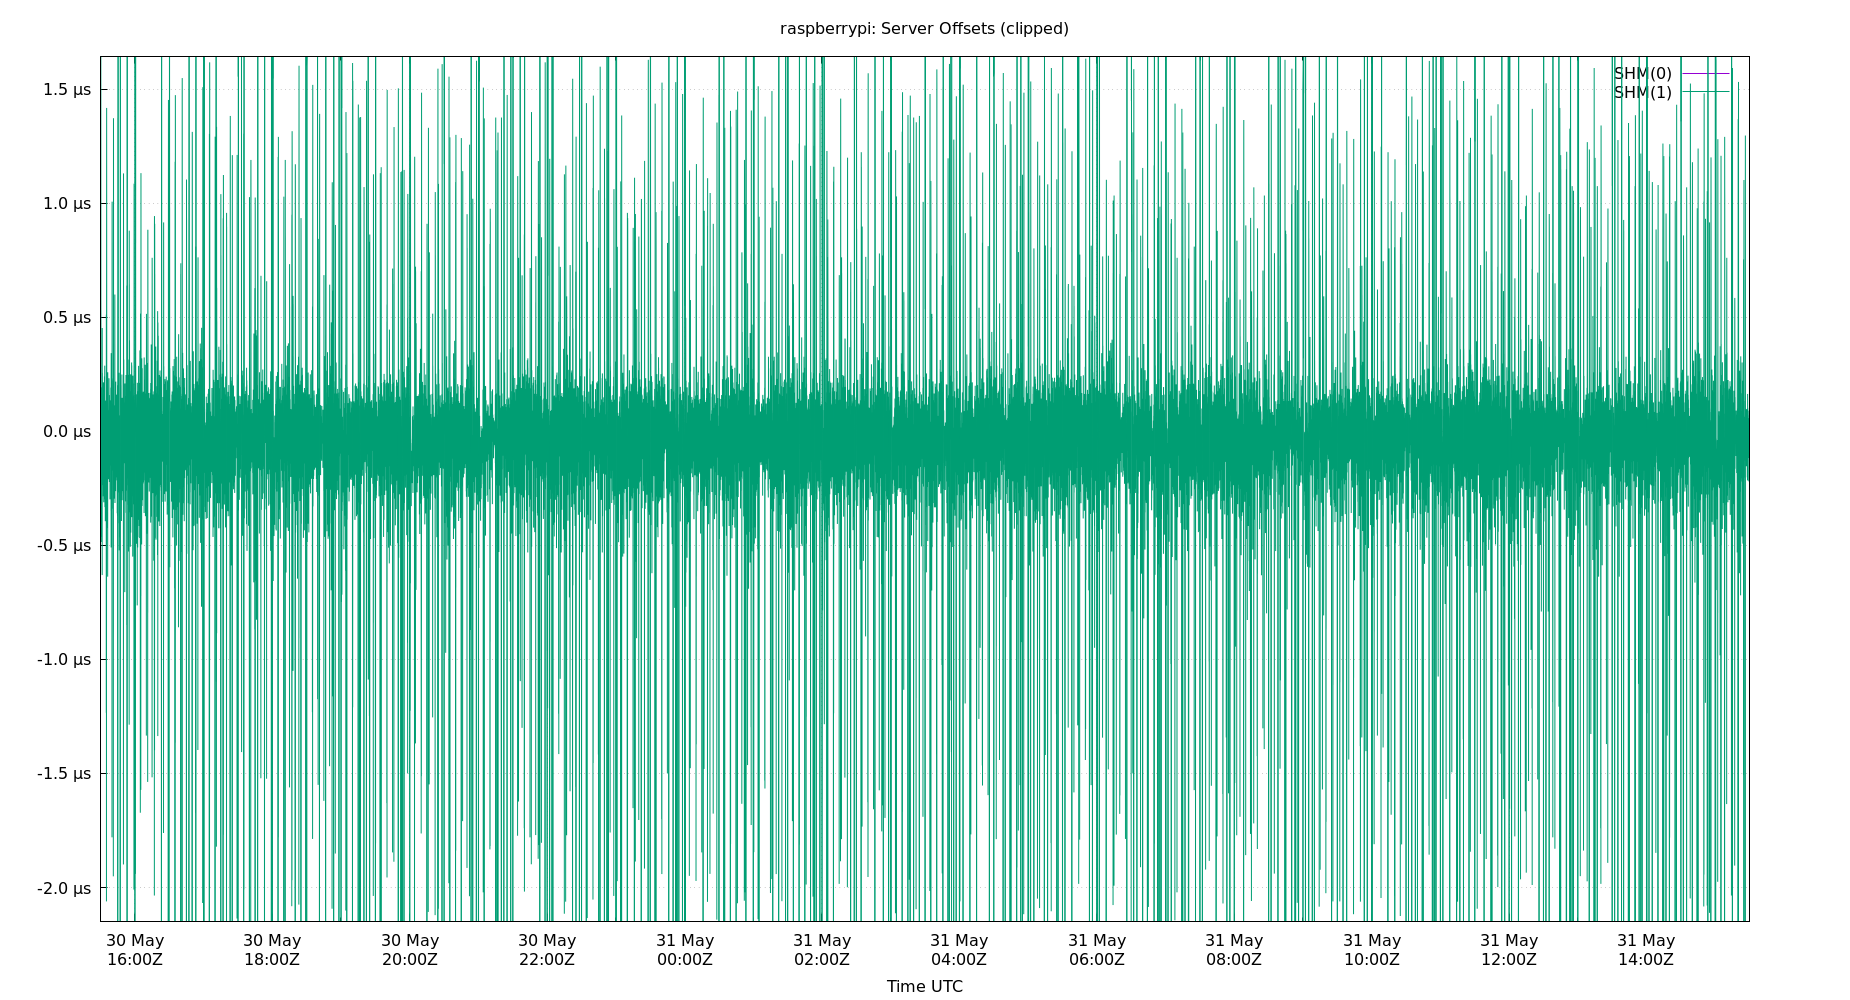 raspberrypi: Server Offsets (clipped)
SHM(0)
SHM(1)
1.5 µs
1.0 µs
0.5 µs
0.0 µs
-0.5 µs
-1.0 µs
-1.5 µs
-2.0 µs
30 May 30 May 30 May 30 May 31 May 31 May 31 May 31 May 31 May 31 May 31 May 31 May
16:00Z 18:00Z 20:00Z 22:00Z 00:00Z 02:00Z 04:00Z 06:00Z 08:00Z 10:00Z 12:00Z 14:00Z
Time UTC